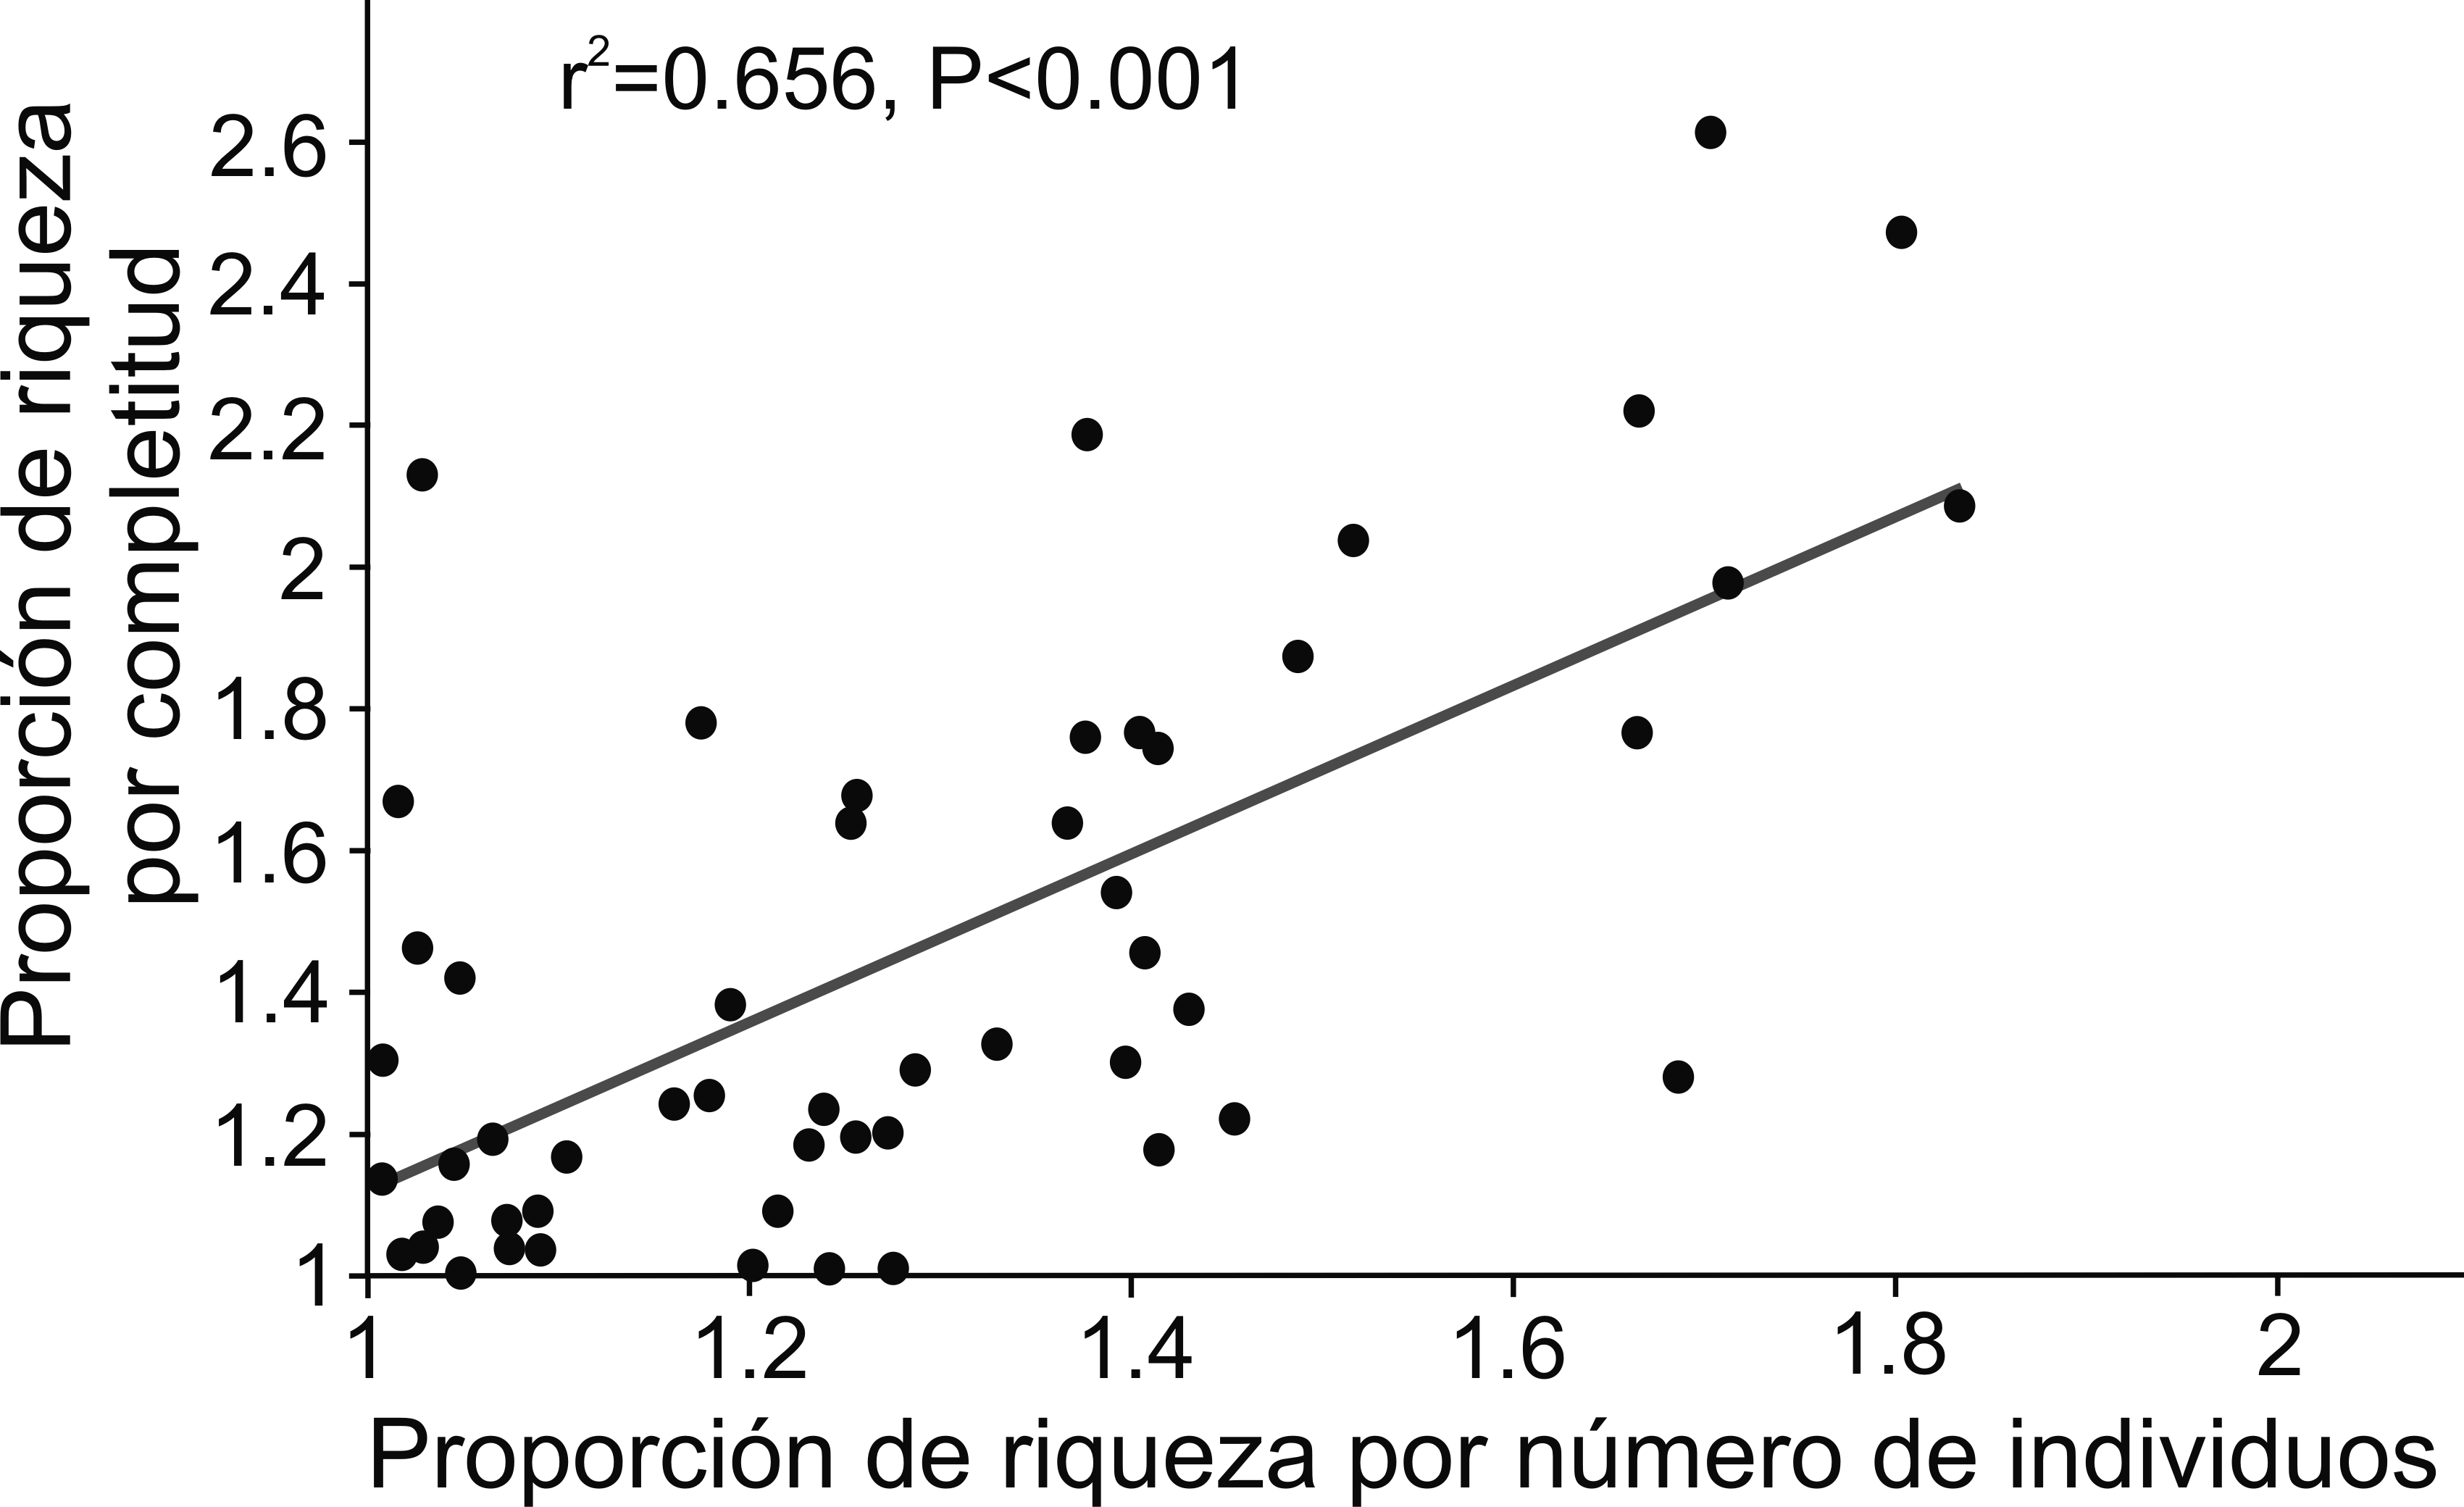 r²=0.656, P<0.001
Proporción de riqueza
por completitud
2.6
2.4
2.2
2
1.8
1.6
1.4
1.2
1
1 1.2 1.4 1.6 1.8 2
Proporción de riqueza por número de individuos